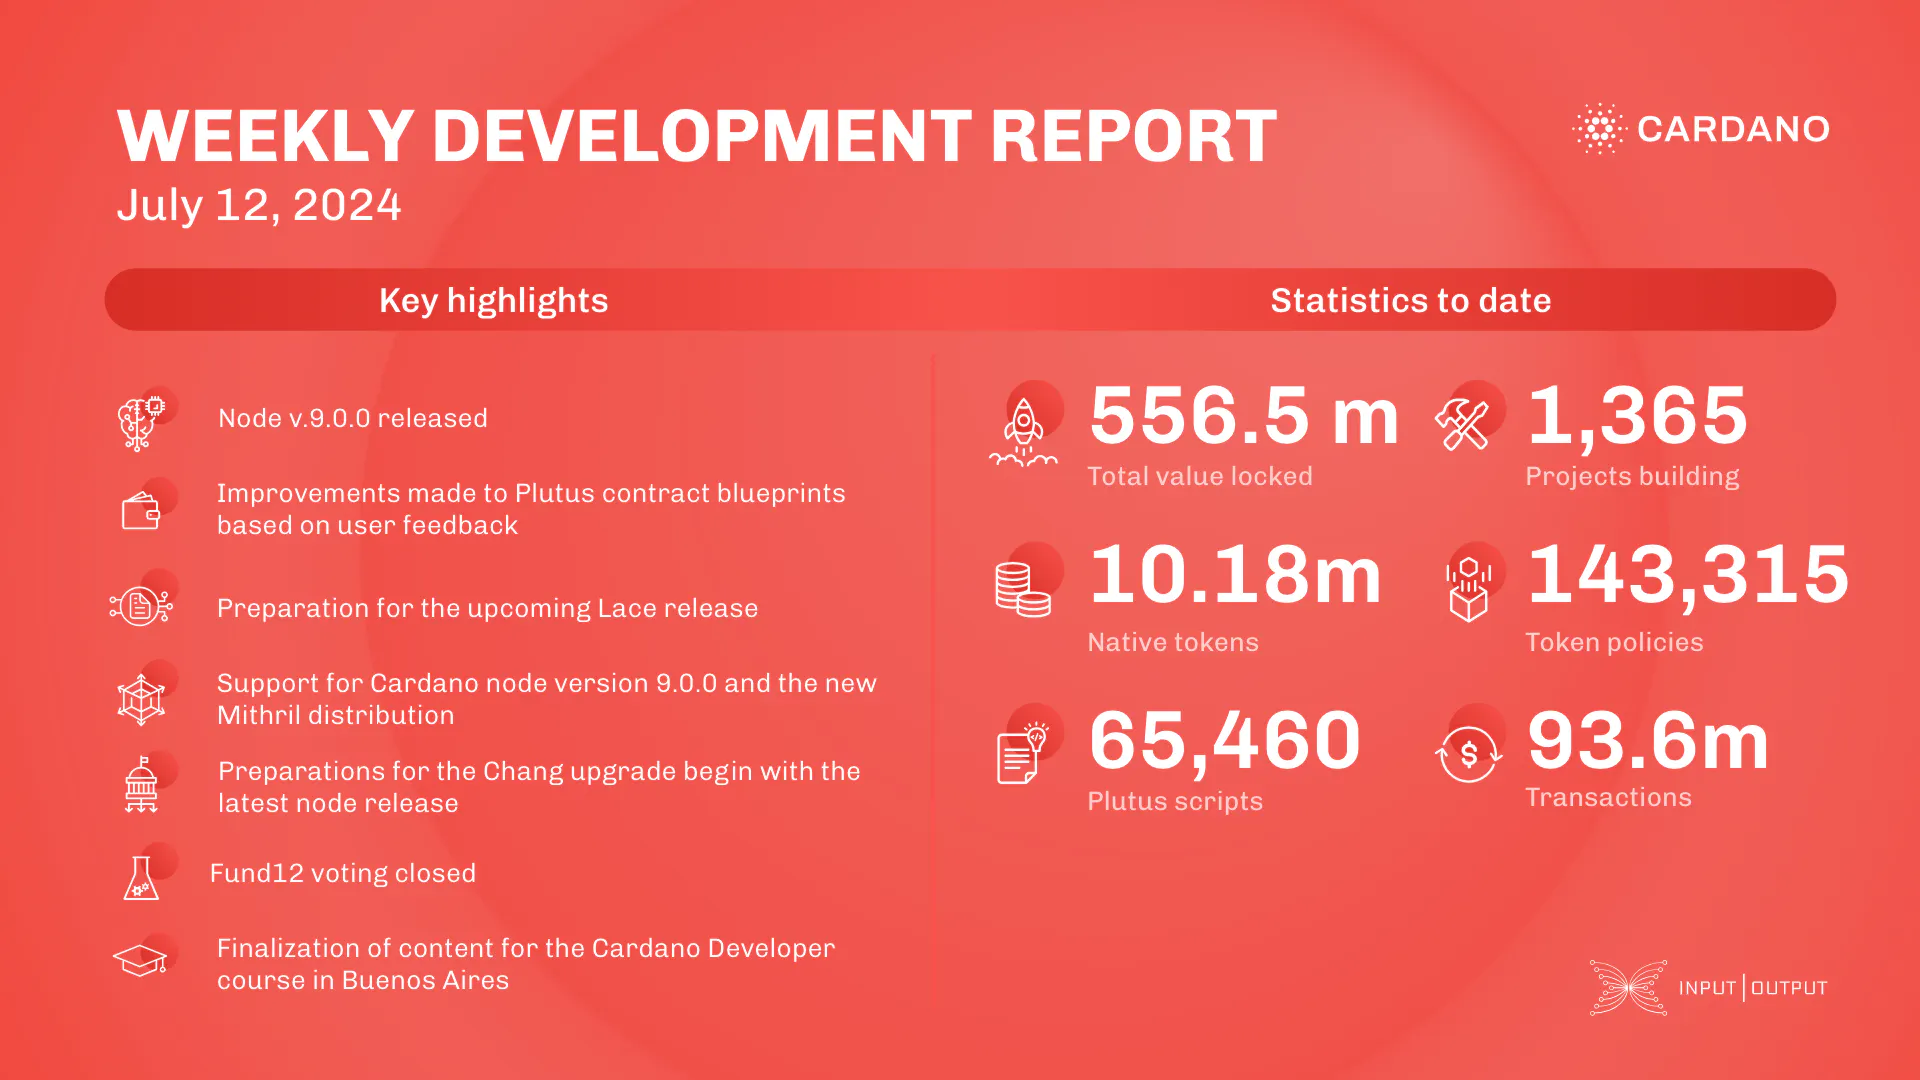 WEEKLY DEVELOPMENT REPORT
July 12, 2024
CARDANO
Key highlights
Statistics to date
Node v.9.0.0 released
Improvements made to Plutus contract blueprints
based on user feedback
Preparation for the upcoming Lace release
Support for Cardano node version 9.0.0 and the new
Mithril distribution
Preparations for the Chang upgrade begin with the
latest node release
Fund12 voting closed
Finalization of content for the Cardano Developer
course in Buenos Aires
556.5 m
Total value locked
1,365
Projects building
10.18m
Native tokens
143,315
Token policies
65,460
Plutus scripts
$
93.6m
Transactions
INPUT | OUTPUT